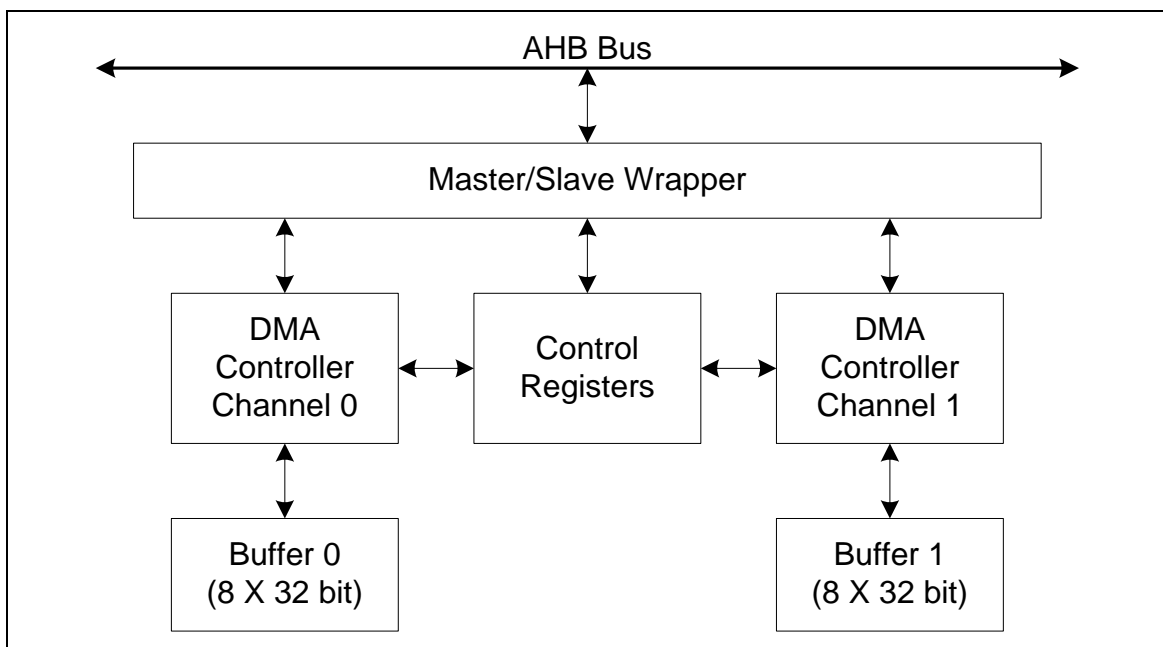 AHB Bus
Master/Slave Wrapper
DMA
Controller
Channel 0
Control
Registers
DMA
Controller
Channel 1
Buffer 0
(8 X 32 bit)
Buffer 1
(8 X 32 bit)